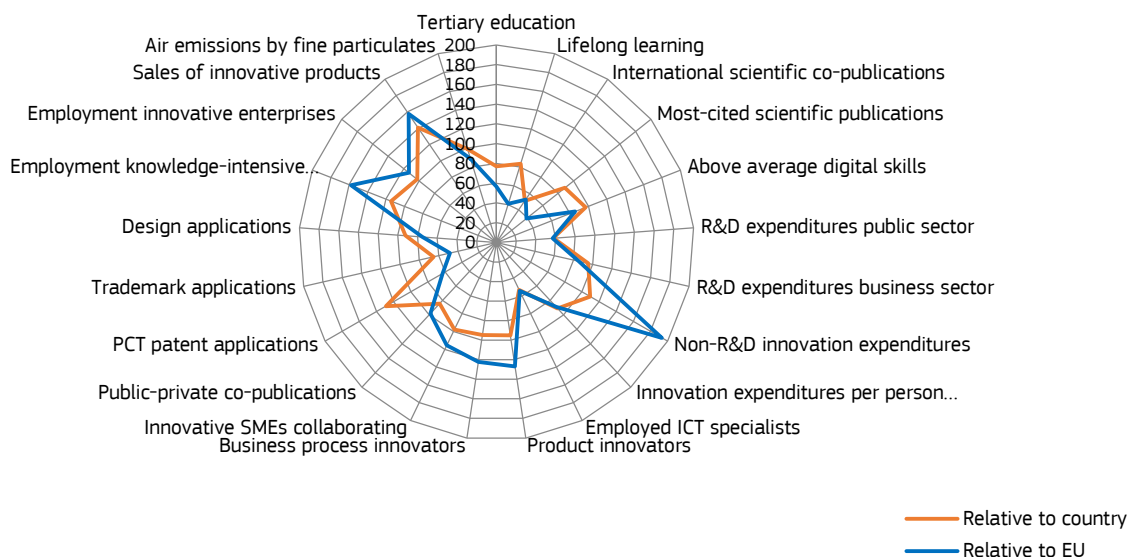 Tertiary education
Lifelong learning
International scientific co-publications
Most-cited scientific publications
Above average digital skills
R&D expenditures public sector
R&D expenditures business sector
Non-R&D innovation expenditures
Innovation expenditures per person...
Employed ICT specialists
Product innovators
Business process innovators
Innovative SMEs collaborating
Public-private co-publications
PCT patent applications
Trademark applications
Design applications
Employment knowledge-intensive...
Employment innovative enterprises
Sales of innovative products
Air emissions by fine particulates
200
180
160
140
120
100
80
60
40
20
0
Relative to country
Relative to EU